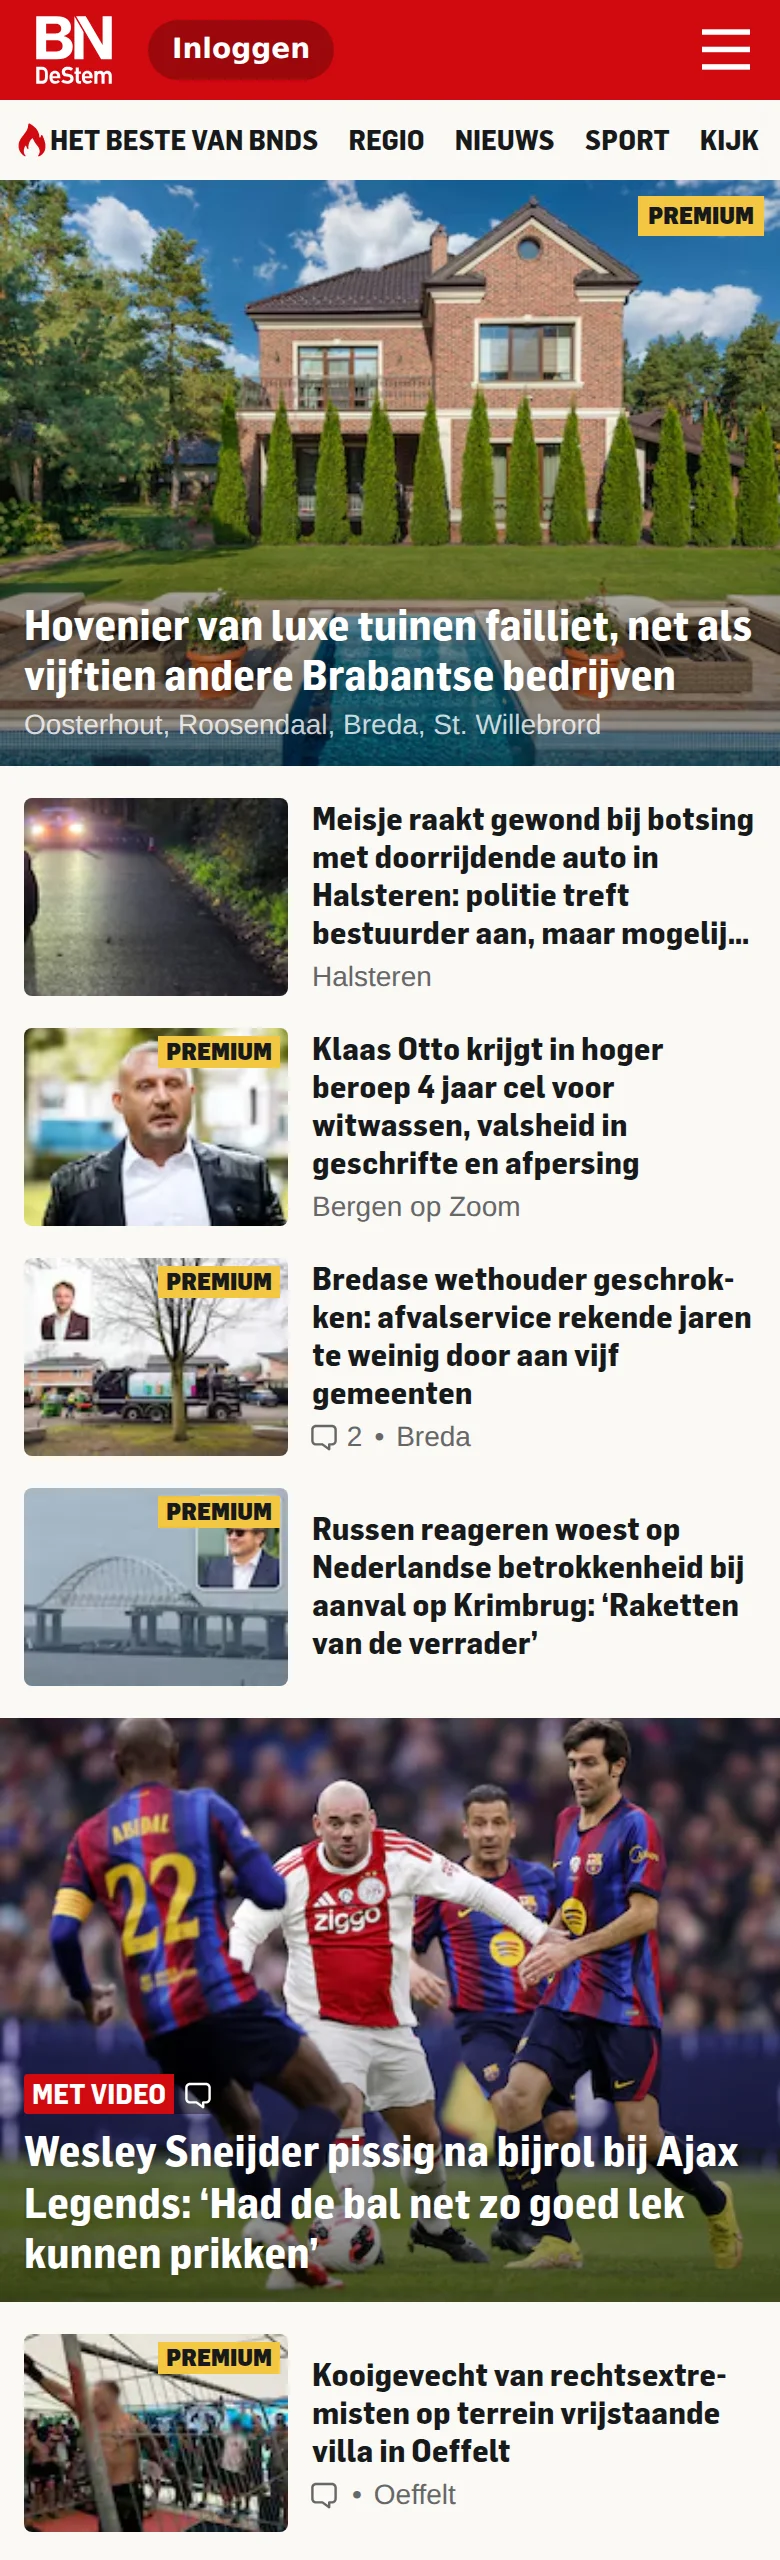 BN
DeStem
Inloggen
HET BESTE VAN BNDS REGIO NIEUWS SPORT KIJK
PREMIUM
Hovenier van luxe tuinen failliet, net als
vijftien andere Brabantse bedrijven
Oosterhout, Roosendaal, Breda, St. Willebrord
Meisje raakt gewond bij botsing
met doorrijdende auto in
Halsteren: politie treft
bestuurder aan, maar mogelij...
Halsteren
PREMIUM
Klaas Otto krijgt in hoger
beroep 4 jaar cel voor
witwassen, valsheid in
geschrifte en afpersing
Bergen op Zoom
PREMIUM
Bredase wethouder geschrok-
ken: afvalservice rekende jaren
te weinig door aan vijf
gemeenten
2 • Breda
PREMIUM
Russen reageren woest op
Nederlandse betrokkenheid bij
aanval op Krimbrug: ‘Raketten
van de verrader’
ABIDAL
22
ziggo
MET VIDEO
Wesley Sneijder pissig na bijrol bij Ajax
Legends: ‘Had de bal net zo goed lek
kunnen prikken’
PREMIUM
Kooigevecht van rechtsextre-
misten op terrein vrijstaande
villa in Oeffelt
• Oeffelt